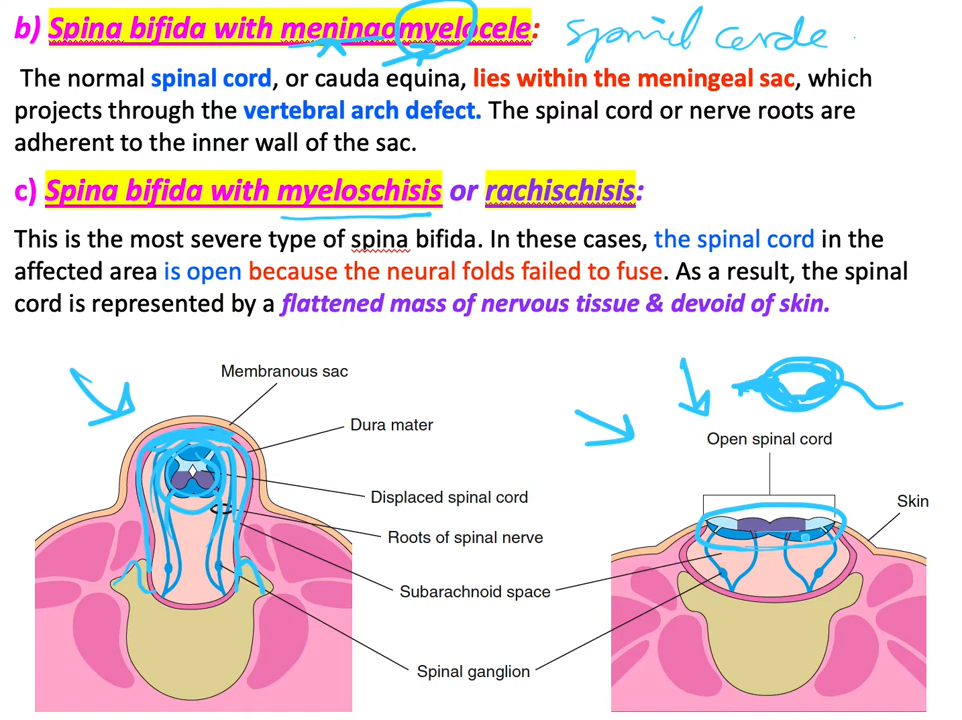 b) Spina bifida with meningomyelocele: Spinil corde
The normal spinal cord, or cauda equina, lies within the meningeal sac, which
projects through the vertebral arch defect. The spinal cord or nerve roots are
adherent to the inner wall of the sac.
c) Spina bifida with myeloschisis or rachischisis:
This is the most severe type of spina bifida. In these cases, the spinal cord in the
affected area is open because the neural folds failed to fuse. As a result, the spinal
cord is represented by a flattened mass of nervous tissue & devoid of skin.
Membranous sac
Dura mater
Open spinal cord
Displaced spinal cord
Skin
Roots of spinal nerve
Subarachnoid space
Spinal ganglion